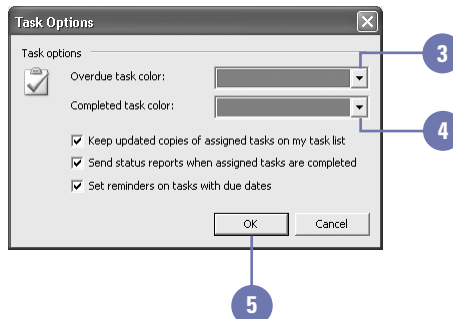 Task Options
Task options
Overdue task color:
3
Completed task color:
4
Keep updated copies of assigned tasks on my task list
Send status reports when assigned tasks are completed
Set reminders on tasks with due dates
OK Cancel
5